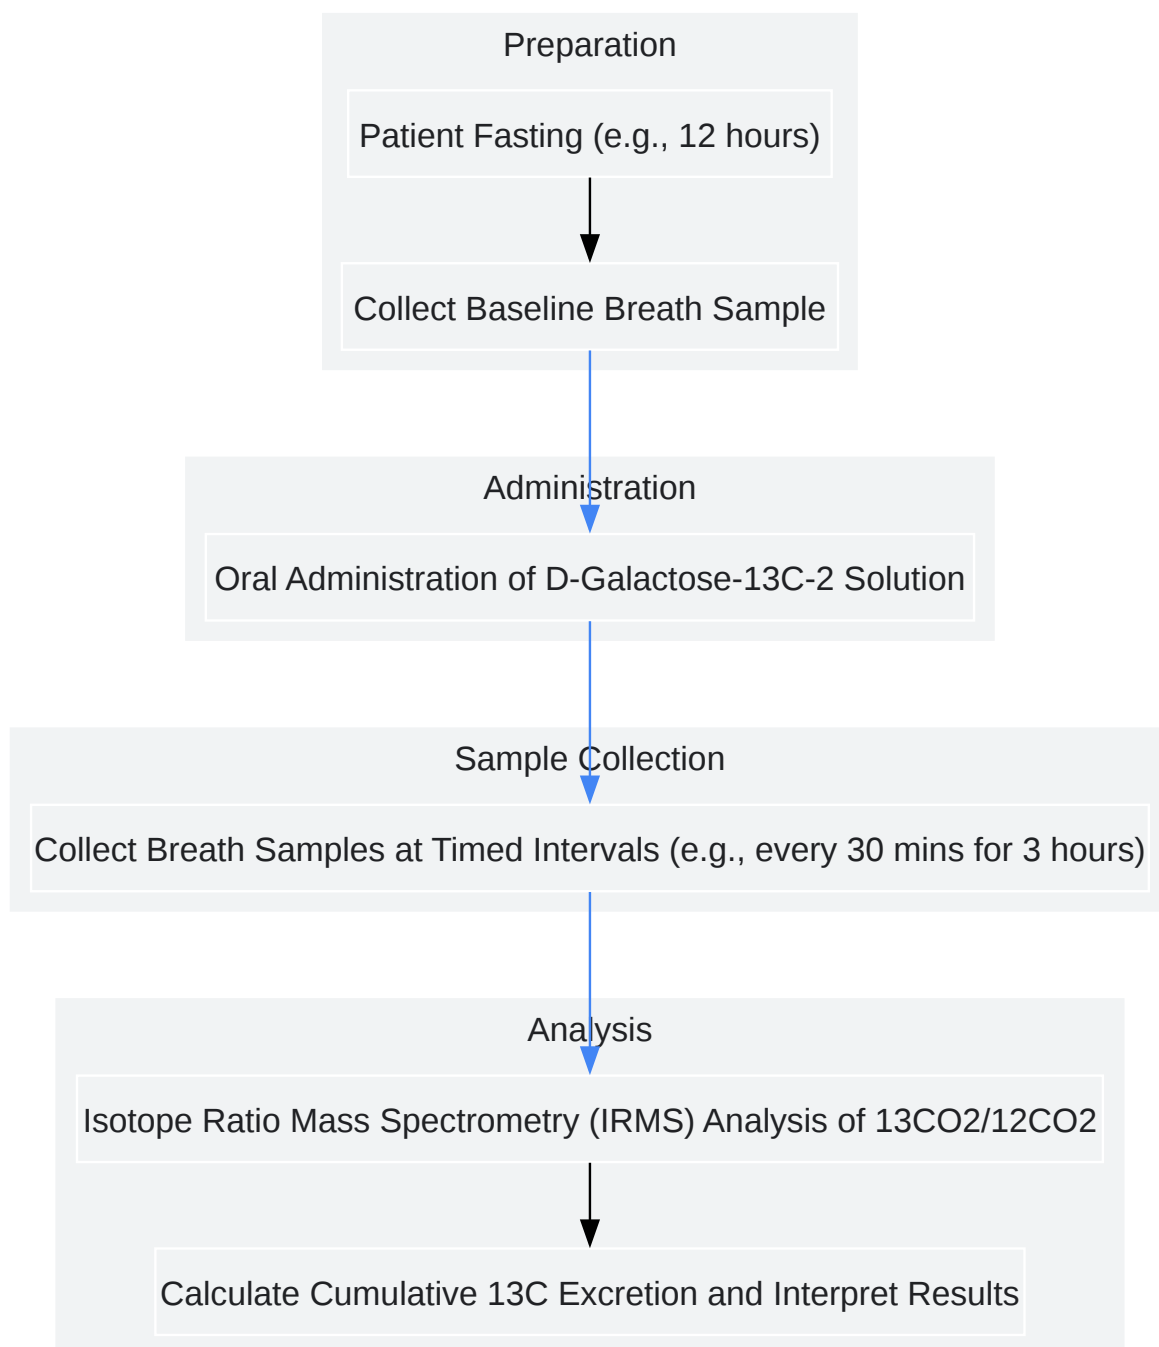 Preparation
Patient Fasting (e.g., 12 hours)
Collect Baseline Breath Sample
Administration
Oral Administration of D-Galactose-13C-2 Solution
Sample Collection
Collect Breath Samples at Timed Intervals (e.g., every 30 mins for 3 hours)
Analysis
Isotope Ratio Mass Spectrometry (IRMS) Analysis of 13CO2/12CO2
Calculate Cumulative 13C Excretion and Interpret Results